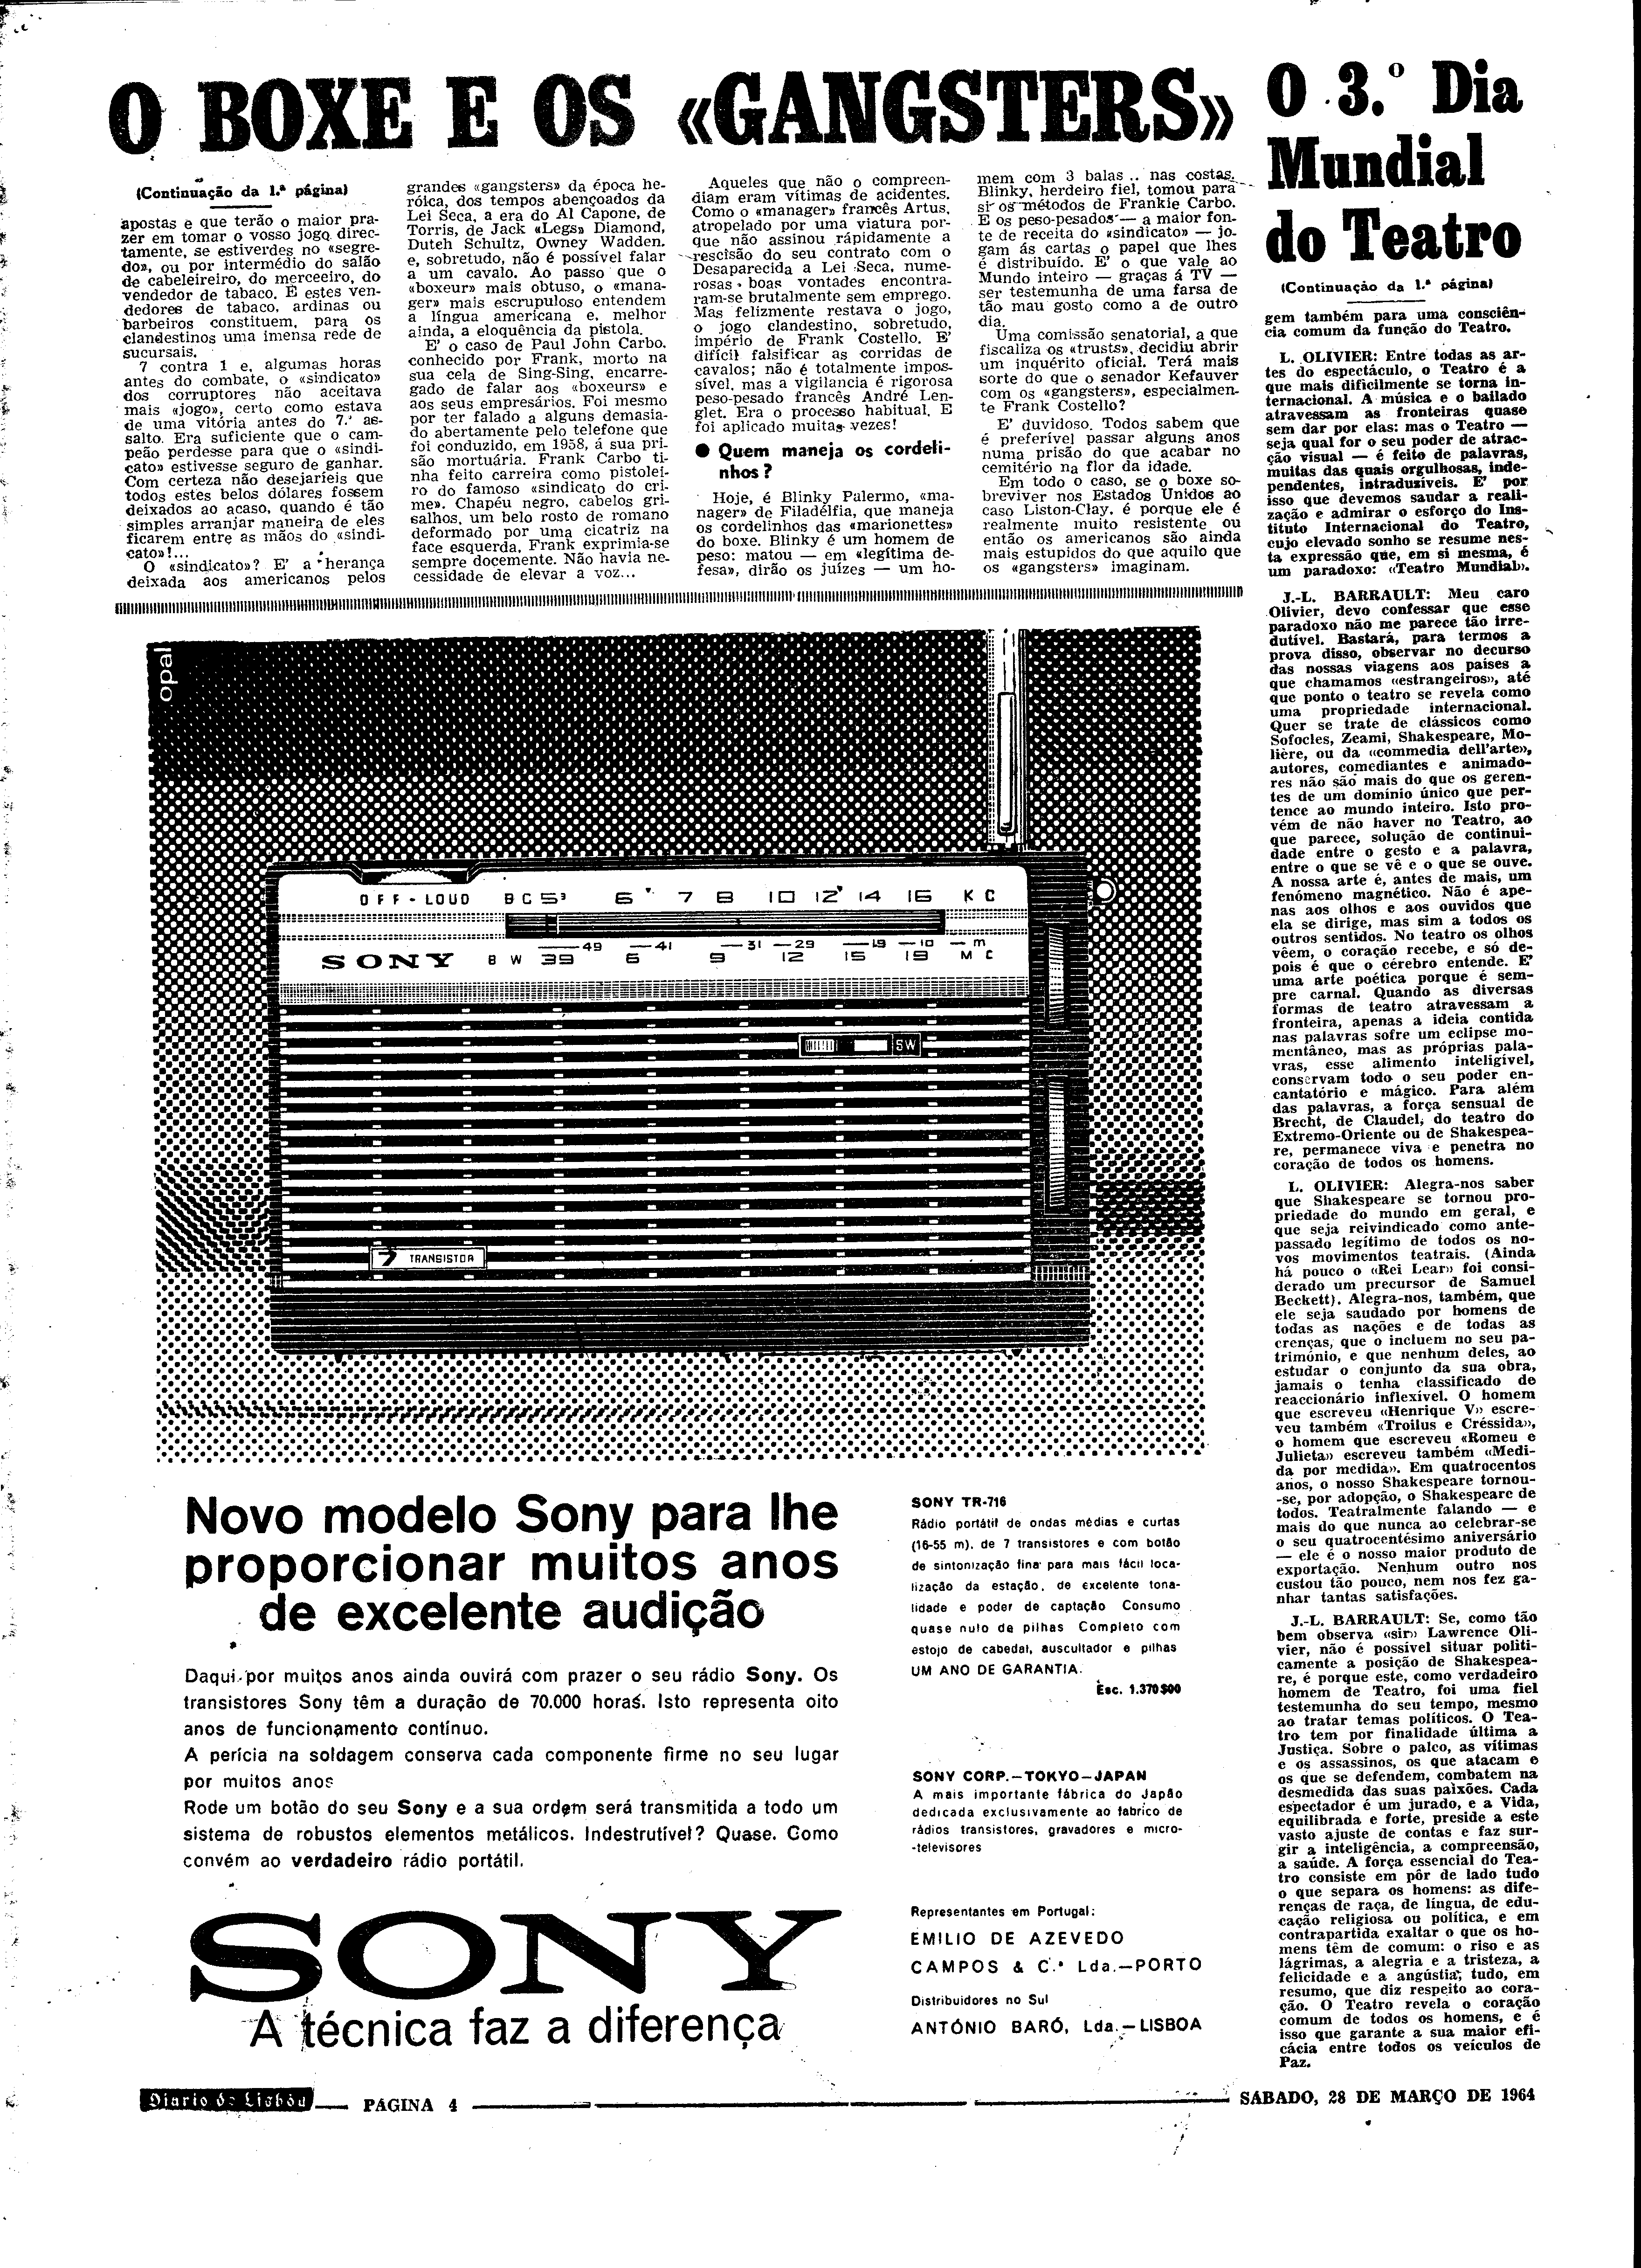 O BOXE E OS «GANGSTERS»
(Continuação da 1.ª página)
apostas e que terão o maior pra-
zer em tomar o vosso jogo direc-
tamente, se estiverdes no «segre-
do», ou por intermédio do salão
de cabeleireiro, do merceeiro, do
vendedor de tabaco. E estes ven-
dedores de tabaco, ardinas ou
barbeiros constituem, para os
clandestinos uma imensa rede de
sucursais.
7 contra 1 e, algumas horas
antes do combate, o «sindicato»
dos corruptores não aceitava
mais «jogo», certo como estava
de uma vitória antes do 7.º as-
salto. Era suficiente que o cam-
peão perdesse para que o «sindi-
cato» estivesse seguro de ganhar.
Com certeza não desejaríeis que
todos estes belos dólares fossem
deixados ao acaso, quando é tão
simples arranjar maneira de eles
ficarem entre as mãos do «sindi-
cato»!...
O «sindicato»? E' a herança
deixada aos americanos pelos
grandes «gangsters» da época he-
róica, dos tempos abençoados da
Lei Seca, a era do Al Capone, de
Torris, de Jack «Legs» Diamond,
Dutch Schultz, Owney Wadden.
e, sobretudo, não é possível falar
a um cavalo. Ao passo que o
«boxeur» mais obtuso, o «mana-
ger» mais escrupuloso entendem
a língua americana e, melhor
ainda, a eloquência da pistola.
E' o caso de Paul John Carbo.
conhecido por Frank, morto na
sua cela de Sing-Sing, encarre-
gado de falar aos «boxeurs» e
aos seus empresários. Foi mesmo
por ter falado a alguns demasia-
do abertamente pelo telefone que
foi conduzido, em 1958, á sua pri-
são mortuária. Frank Carbo ti-
nha feito carreira como pistolei-
ro do famoso «sindicato do cri-
me». Chapéu negro, cabelos gri-
salhos, um belo rosto de romano
deformado por uma cicatriz na
face esquerda, Frank exprimia-se
sempre docemente. Não havia ne-
cessidade de elevar a voz...
Aqueles que não o compreen-
diam eram vítimas de acidentes.
Como o «manager» francês Artus,
atropelado por uma viatura por-
que não assinou rápidamente a
rescisão do seu contrato com o
Desaparecida a Lei Seca, nume-
rosas boas vontades encontra-
ram-se brutalmente sem emprego.
Mas felizmente restava o jogo,
o jogo clandestino, sobretudo,
império de Frank Costello. E'
difícil falsificar as corridas de
cavalos; não é totalmente impos-
sível, mas a vigilancia é rigorosa
peso-pesado francês André Len-
glet. Era o processo habitual. E
foi aplicado muitas vezes!
● Quem maneja os cordeli-
nhos?
Hoje, é Blinky Palermo, «ma-
nager» de Filadélfia, que maneja
os cordelinhos das «marionettes»
do boxe. Blinky é um homem de
peso: matou — em «legítima de-
fesa», dirão os juízes — um ho-
mem com 3 balas .. nas costas.
Blinky, herdeiro fiel, tomou para
si os métodos de Frankie Carbo.
E os peso-pesados — a maior fon-
te de receita do «sindicato» — jo-
gam ás cartas o papel que lhes
é distribuído. E' o que vale ao
Mundo inteiro — graças á TV —
ser testemunha de uma farsa de
tão mau gosto como a de outro
dia.
Uma comissão senatorial, a que
fiscaliza os «trusts», decidiu abrir
um inquérito oficial. Terá mais
sorte do que o senador Kefauver
com os «gangsters», especialmen-
te Frank Costello?
E' duvidoso. Todos sabem que
é preferível passar alguns anos
numa prisão do que acabar no
cemitério na flor da idade.
Em todo o caso, se o boxe so-
breviver nos Estados Unidos ao
caso Liston-Clay, é porque ele é
realmente muito resistente ou
então os americanos são ainda
mais estupidos do que aquilo que
os «gangsters» imaginam.
O 3.º Dia
Mundial
do Teatro
(Continuação da 1.ª página)
gem também para uma consciên-
cia comum da função do Teatro.
L. OLIVIER: Entre todas as ar-
tes do espectáculo, o Teatro é a
que mais dificilmente se torna in-
ternacional. A música e o bailado
atravessam as fronteiras quase
sem dar por elas: mas o Teatro —
seja qual for o seu poder de atrac-
ção visual — é feito de palavras,
muitas das quais orgulhosas, inde-
pendentes, intraduzíveis. E' por
isso que devemos saudar a reali-
zação e admirar o esforço do Ins-
tituto Internacional do Teatro,
cujo elevado sonho se resume nes-
ta expressão que, em si mesma, é
um paradoxo: «Teatro Mundial».
J.-L. BARRAULT: Meu caro
Olivier, devo confessar que esse
paradoxo não me parece tão irre-
dutível. Bastará, para termos a
prova disso, observar no decurso
das nossas viagens aos países a
que chamamos «estrangeiros», até
que ponto o teatro se revela como
uma propriedade internacional.
Quer se trate de clássicos como
Sofocles, Zeami, Shakespeare, Mo-
lière, ou da «commedia dell'arte»,
autores, comediantes e animado-
res não são mais do que os geren-
tes de um domínio único que per-
tence ao mundo inteiro. Isto pro-
vém de não haver no Teatro, ao
que parece, solução de continui-
dade entre o gesto e a palavra,
entre o que se vê e o que se ouve.
A nossa arte é, antes de mais, um
fenómeno magnético. Não é ape-
nas aos olhos e aos ouvidos que
ela se dirige, mas sim a todos os
outros sentidos. No teatro os olhos
vêem, o coração recebe, e só de-
pois é que o cérebro entende. E'
uma arte poética porque é sem-
pre carnal. Quando as diversas
formas de teatro atravessam a
fronteira, apenas a ideia contida
nas palavras sofre um eclipse mo-
mentâneo, mas as próprias pala-
vras, esse alimento inteligível,
conservam todo o seu poder en-
cantatório e mágico. Para além
das palavras, a força sensual de
Brecht, de Claudel, do teatro do
Extremo-Oriente ou de Shakespea-
re, permanece viva e penetra no
coração de todos os homens.
L. OLIVIER: Alegra-nos saber
que Shakespeare se tornou pro-
priedade do mundo em geral, e
que seja reivindicado como ante-
passado legítimo de todos os no-
vos movimentos teatrais. (Ainda
há pouco o «Rei Lear» foi consi-
derado um precursor de Samuel
Beckett). Alegra-nos, também, que
ele seja saudado por homens de
todas as nações e de todas as
crenças, que o incluem no seu pa-
trimónio, e que nenhum deles, ao
estudar o conjunto da sua obra,
jamais o tenha classificado de
reaccionário inflexível. O homem
que escreveu «Henrique V» escre-
veu também «Troilus e Créssida»,
o homem que escreveu «Romeu e
Julieta» escreveu também «Medi-
da por medida». Em quatrocentos
anos, o nosso Shakespeare tornou-
-se, por adopção, o Shakespeare de
todos. Teatralmente falando — e
mais do que nunca ao celebrar-se
o seu quatrocentésimo aniversário
— ele é o nosso maior produto de
exportação. Nenhum outro nos
custou tão pouco, nem nos fez ga-
nhar tantas satisfações.
J.-L. BARRAULT: Se, como tão
bem observa «sir» Lawrence Oli-
vier, não é possível situar politi-
camente a posição de Shakespea-
re, é porque este, como verdadeiro
homem de Teatro, foi uma fiel
testemunha do seu tempo, mesmo
ao tratar temas políticos. O Tea-
tro tem por finalidade última a
Justiça. Sobre o palco, as vítimas
e os assassinos, os que atacam e
os que se defendem, combatem na
desmedida das suas paixões. Cada
espectador é um jurado, e a Vida,
equilibrada e forte, preside a este
vasto ajuste de contas e faz sur-
gir a inteligência, a compreensão,
a saúde. A força essencial do Tea-
tro consiste em pôr de lado tudo
o que separa os homens: as dife-
renças de raça, de língua, de edu-
cação religiosa ou política, e em
contrapartida exaltar o que os ho-
mens têm de comum: o riso e as
lágrimas, a alegria e a tristeza, a
felicidade e a angústia; tudo, em
resumo, que diz respeito ao cora-
ção. O Teatro revela o coração
comum de todos os homens, e é
isso que garante a sua maior efi-
cácia entre todos os veículos de
Paz.
opal
OFF - LOUD BC 5³ 6 7 8 10 12 14 16 KC
49 41 31 29 19 10 m
SONY BW 39 6 9 12 15 19 MC
SW
7 TRANSISTOR
Novo modelo Sony para lhe
proporcionar muitos anos
de excelente audição
Daqui por muitos anos ainda ouvirá com prazer o seu rádio Sony. Os
transistores Sony têm a duração de 70.000 horas. Isto representa oito
anos de funcionamento contínuo.
A perícia na soldagem conserva cada componente firme no seu lugar
por muitos anos
Rode um botão do seu Sony e a sua ordem será transmitida a todo um
sistema de robustos elementos metálicos. Indestrutível? Quase. Como
convém ao verdadeiro rádio portátil.
SONY
A técnica faz a diferença
SONY TR-716
Rádio portátil de ondas médias e curtas
(16-55 m), de 7 transistores e com botão
de sintonização fina para mais fácil loca-
lização da estação, de excelente tona-
lidade e poder de captação Consumo
quase nulo de pilhas Completo com
estojo de cabedal, auscultador e pilhas
UM ANO DE GARANTIA.
Esc. 1.370$00
SONY CORP.—TOKYO—JAPAN
A mais importante fábrica do Japão
dedicada exclusivamente ao fabrico de
rádios transistores, gravadores e micro-
-televisores
Representantes em Portugal:
EMILIO DE AZEVEDO
CAMPOS & C.ª Lda.—PORTO
Distribuidores no Sul
ANTÓNIO BARÓ, Lda.—LISBOA
Diario de Lisboa — PÁGINA 4
SÁBADO, 28 DE MARÇO DE 1964